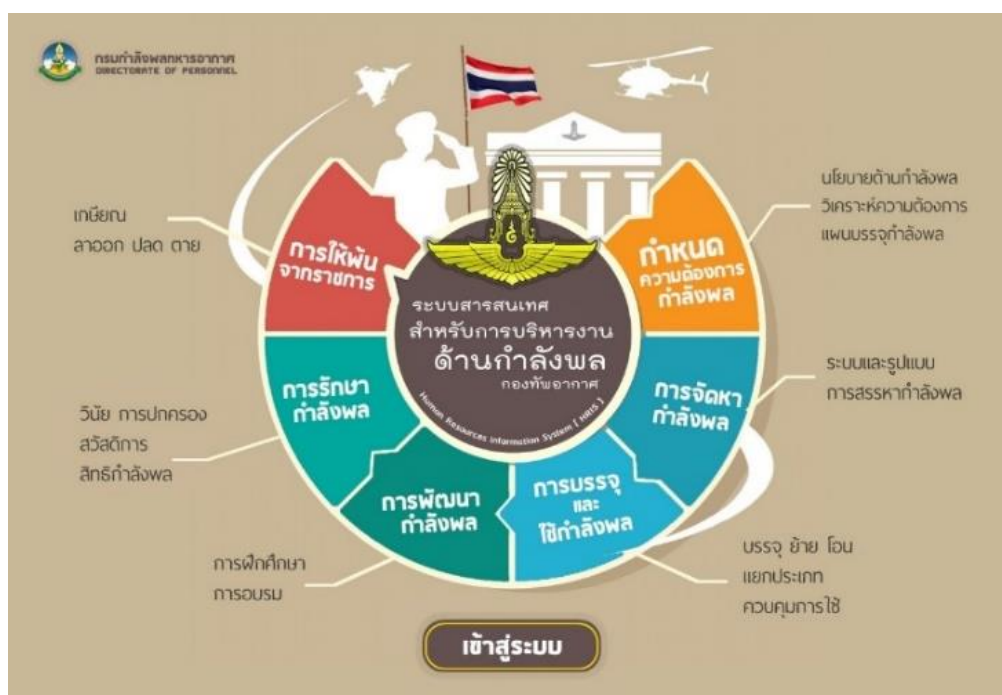 กรมกำลังพลทหารอากาศ
DIRECTORATE OF PERSONNEL
นโยบายด้านกำลังพล
วิเคราะห์ความต้องการ
แผนบรรจุกำลังพล
กำหนด
ความต้องการ
กำลังพล
ระบบและรูปแบบ
การสรรหากำลังพล
การจัดหา
กำลังพล
บรรจุ ย้าย โอน
แยกประเภท
ควบคุมการใช้
การบรรจุ
และ
ใช้กำลังพล
การฝึกศึกษา
การอบรม
การพัฒนา
กำลังพล
วินัย การปกครอง
สวัสดิการ
สิทธิกำลังพล
การรักษา
กำลังพล
เกษียณ
ลาออก ปลด ตาย
การให้พ้น
จากราชการ
ระบบสารสนเทศ
สำหรับการบริหารงาน
ด้านกำลังพล
กองทัพอากาศ
Human Resources Information System ( HRIS )
เข้าสู่ระบบ